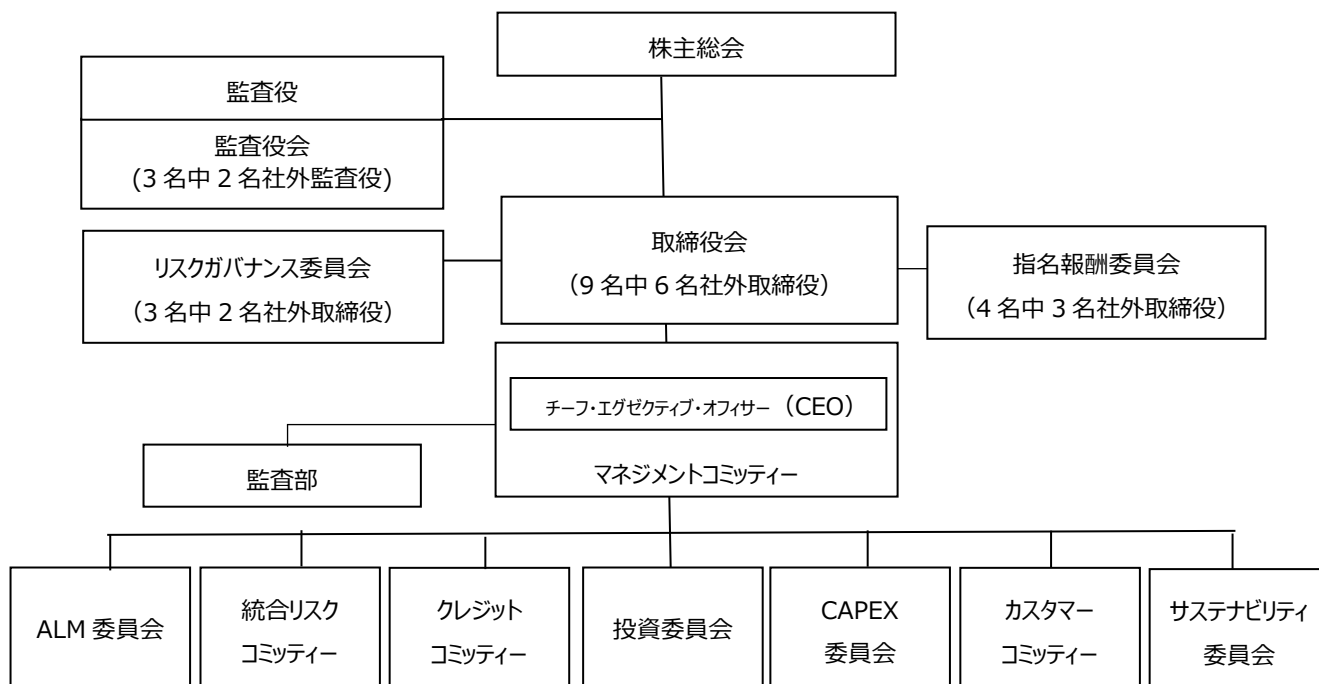 株主総会
監査役
監査役会
(3 名中 2 名社外監査役)
取締役会
（9 名中 6 名社外取締役）
リスクガバナンス委員会
（3 名中 2 名社外取締役）
指名報酬委員会
（4 名中 3 名社外取締役）
チーフ・エグゼクティブ・オフィサー（CEO）
マネジメントコミッティー
監査部
ALM 委員会
統合リスク
コミッティー
クレジット
コミッティー
投資委員会
CAPEX
委員会
カスタマー
コミッティー
サステナビリティ
委員会